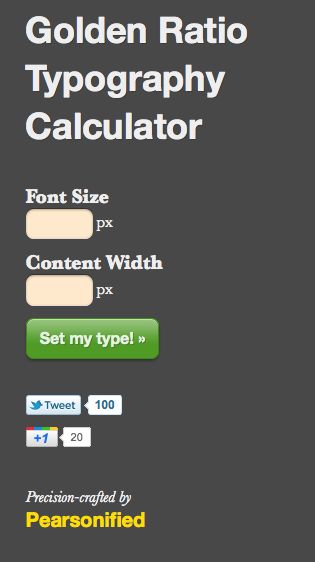 Golden Ratio
Typography
Calculator
Font Size
px
Content Width
px
Set my type! »
Tweet 100
+1 20
Precision-crafted by
Pearsonified